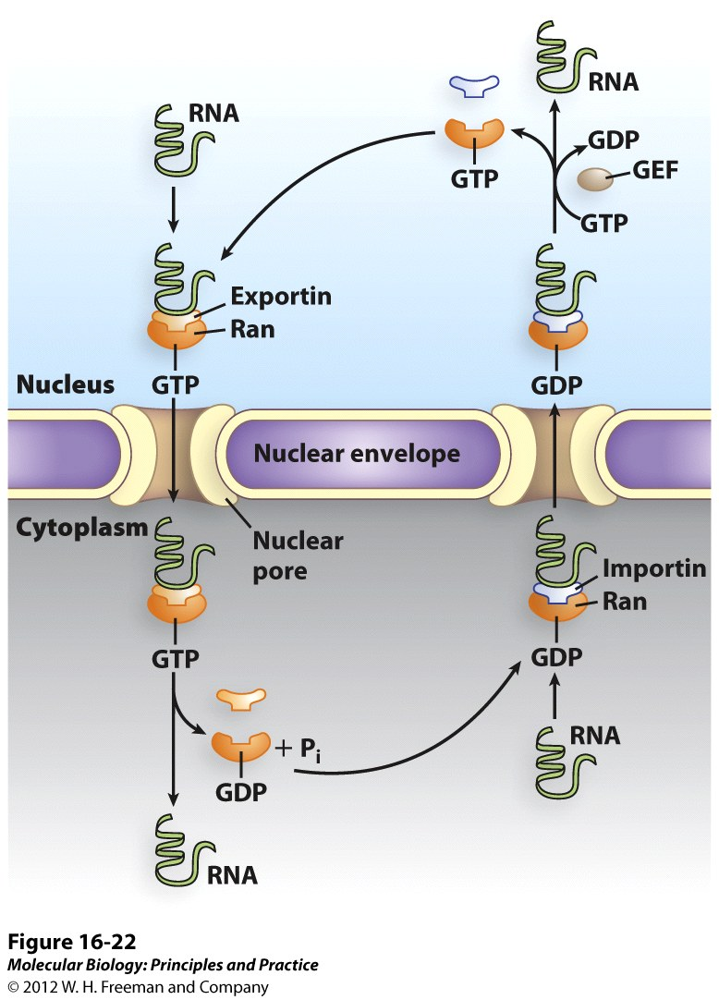 RNA
RNA
GTP
GDP
GEF
GTP
Exportin
Ran
GTP
GDP
Nucleus
Nuclear envelope
Cytoplasm
Nuclear
pore
Importin
Ran
GTP
GDP
+ Pi
GDP
RNA
RNA
Figure 16-22
Molecular Biology: Principles and Practice
© 2012 W. H. Freeman and Company